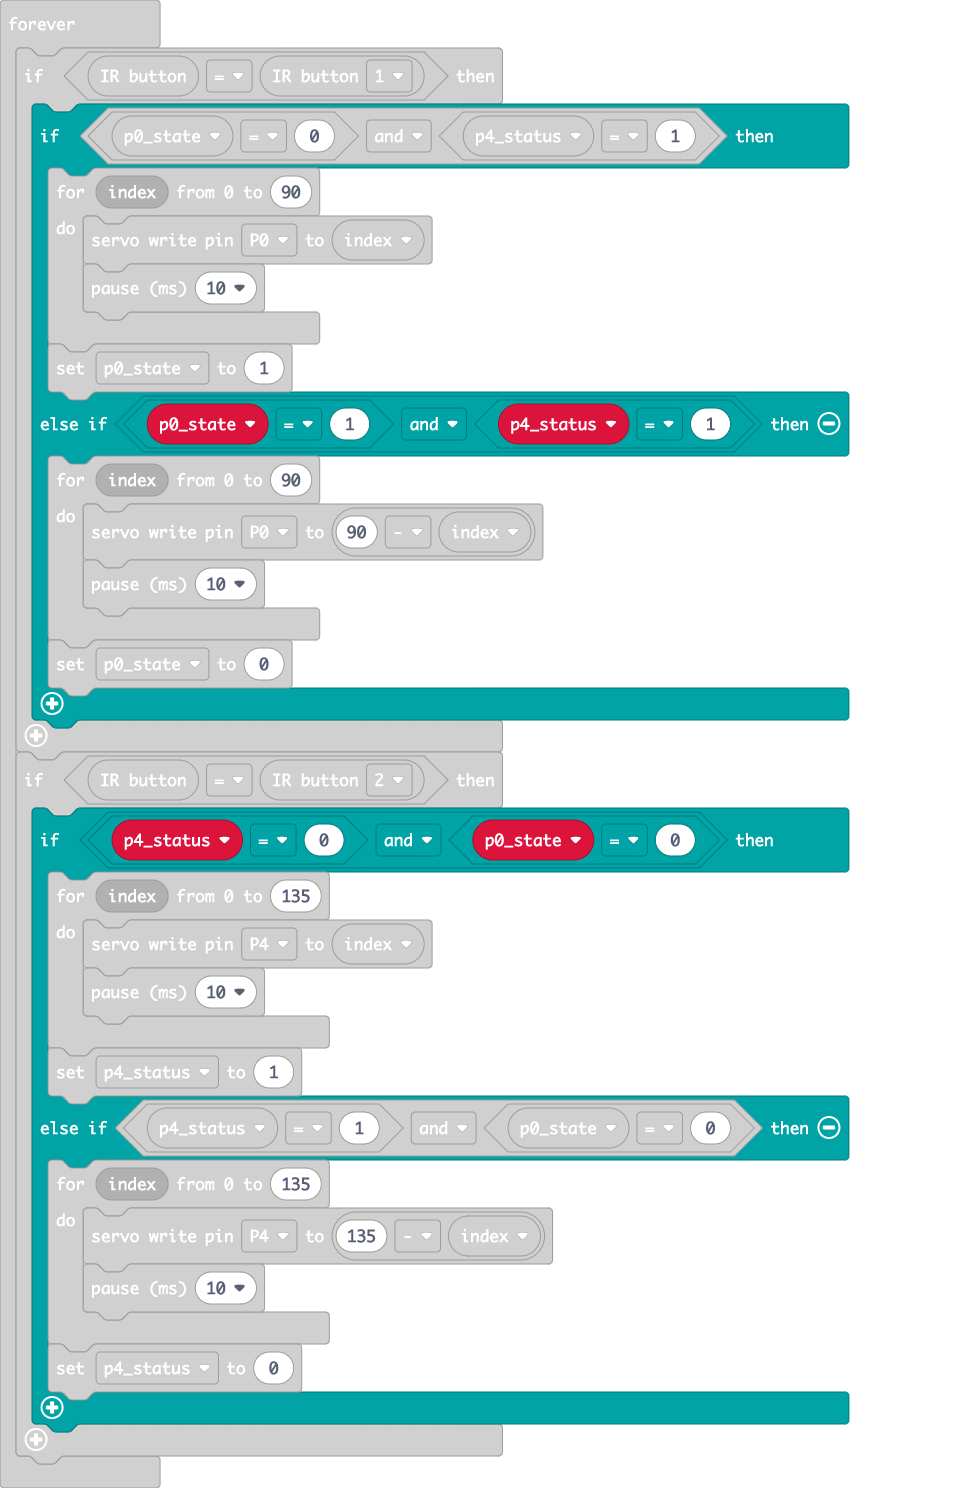 forever
if IR button = IR button 1 then
if p0_state = 0 and p4_status = 1 then
for index from 0 to 90
do
servo write pin P0 to index
pause (ms) 10
set p0_state to 1
else if p0_state = 1 and p4_status = 1 then
for index from 0 to 90
do
servo write pin P0 to 90 - index
pause (ms) 10
set p0_state to 0
if IR button = IR button 2 then
if p4_status = 0 and p0_state = 0 then
for index from 0 to 135
do
servo write pin P4 to index
pause (ms) 10
set p4_status to 1
else if p4_status = 1 and p0_state = 0 then
for index from 0 to 135
do
servo write pin P4 to 135 - index
pause (ms) 10
set p4_status to 0